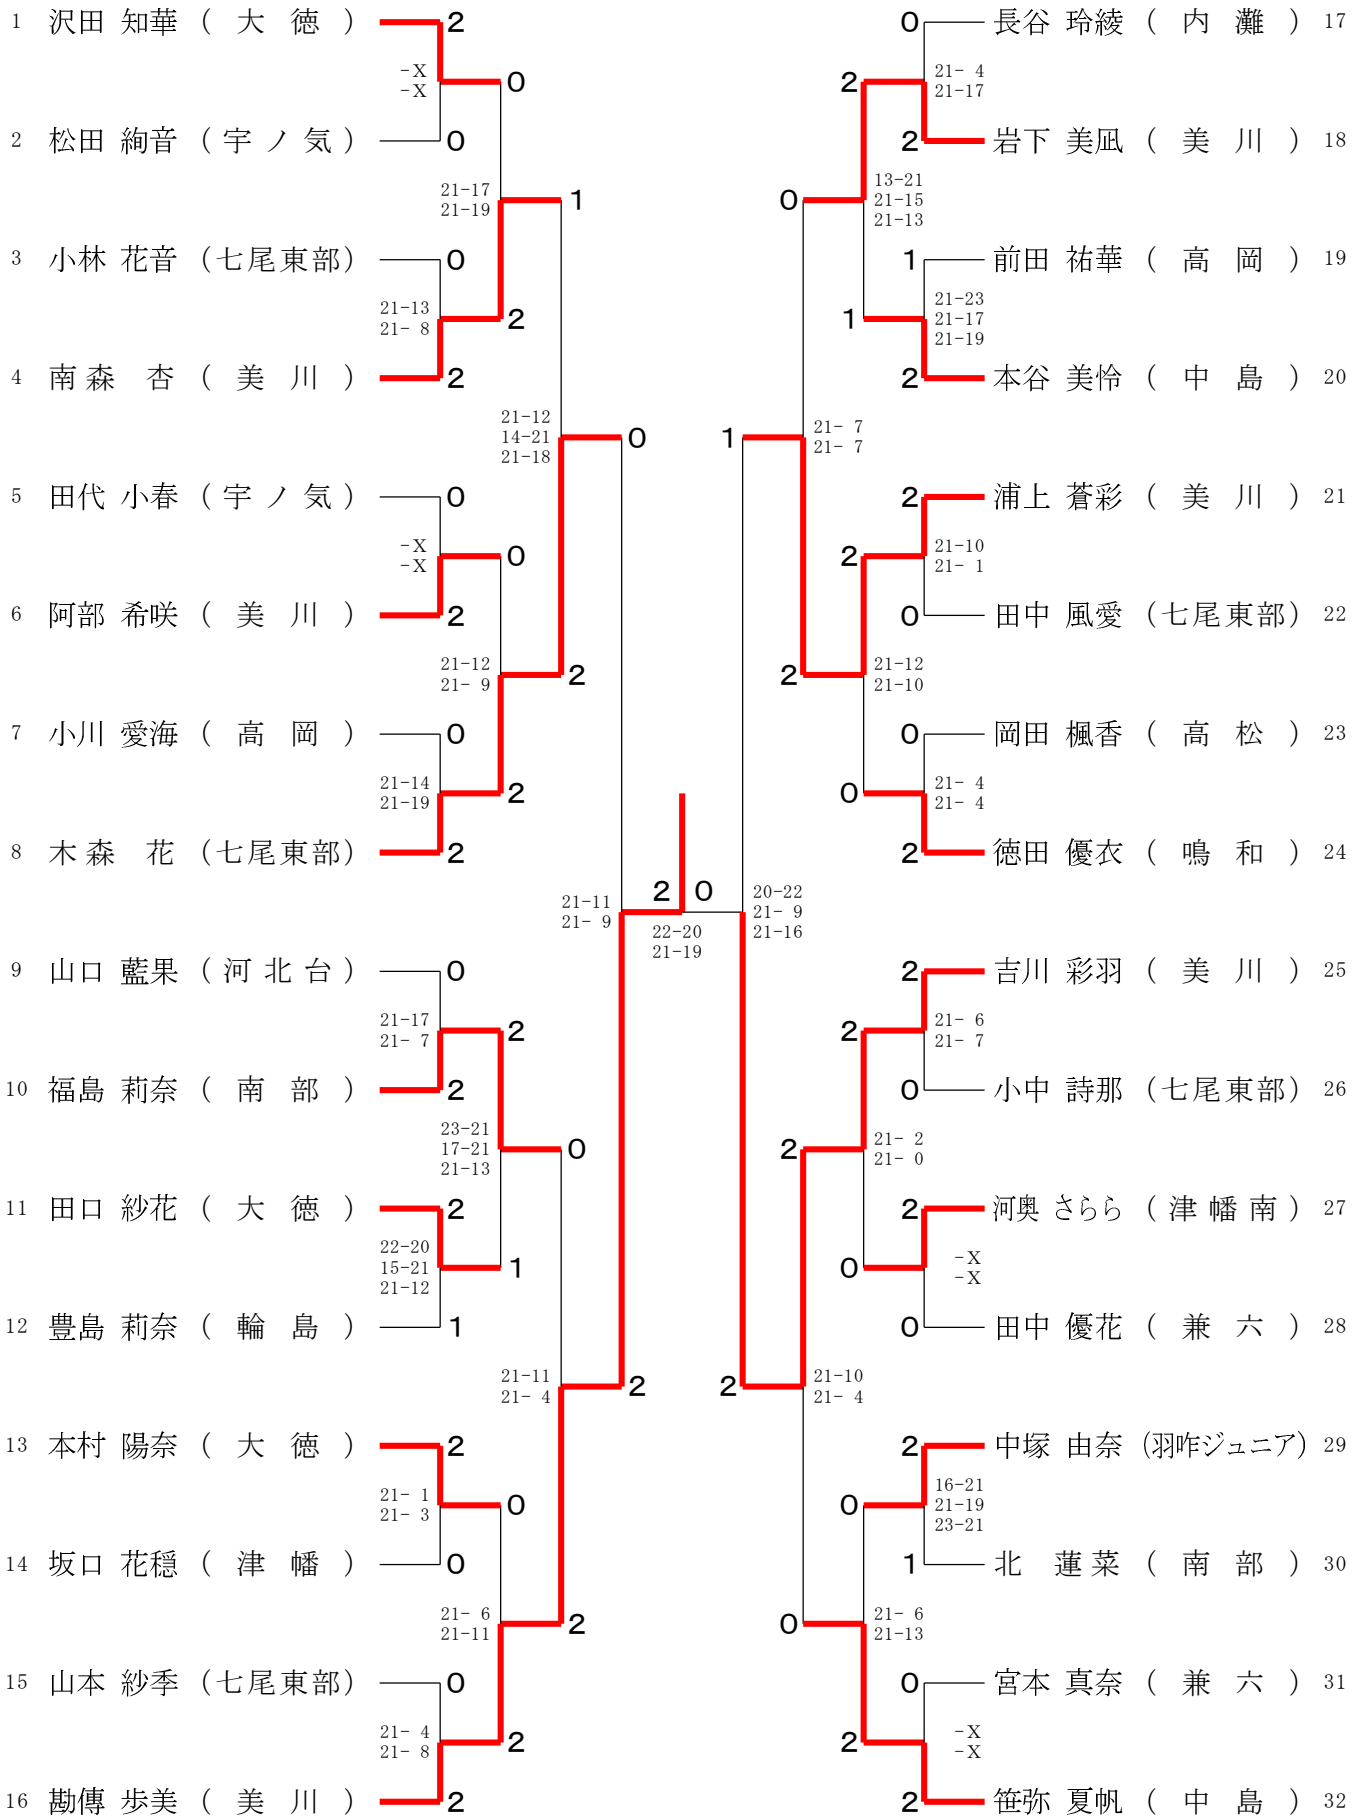 1 沢田 知華 ( 大 徳 ) 2
-X
-X
0
2 松田 絢音 ( 宇 ノ 気 ) 0
21-17
21-19
1
3 小林 花音 (七尾東部) 0
21-13
21- 8
2
4 南森 杏 ( 美 川 ) 2
21-12
14-21
21-18
0
5 田代 小春 ( 宇 ノ 気 ) 0
-X
-X
0
6 阿部 希咲 ( 美 川 ) 2
21-12
21- 9
2
7 小川 愛海 ( 高 岡 ) 0
21-14
21-19
2
8 木森 花 (七尾東部) 2
21-11
21- 9
9 山口 藍果 ( 河 北 台 ) 0
21-17
21- 7
2
10 福島 莉奈 ( 南 部 ) 2
23-21
17-21
21-13
0
11 田口 紗花 ( 大 徳 ) 2
22-20
15-21
21-12
1
12 豊島 莉奈 ( 輪 島 ) 1
21-11
21- 4
2
13 本村 陽奈 ( 大 徳 ) 2
21- 1
21- 3
0
14 坂口 花穏 ( 津 幡 ) 0
21- 6
21-11
2
15 山本 紗季 (七尾東部) 0
21- 4
21- 8
2
16 勘傳 歩美 ( 美 川 ) 2
2 0
22-20
21-19
0 長谷 玲綾 ( 内 灘 ) 17
2
21- 4
21-17
2 岩下 美凪 ( 美 川 ) 18
0
13-21
21-15
21-13
1 前田 祐華 ( 高 岡 ) 19
1
21-23
21-17
21-19
2 本谷 美怜 ( 中 島 ) 20
1
21- 7
21- 7
2 浦上 蒼彩 ( 美 川 ) 21
2
21-10
21- 1
0 田中 風愛 (七尾東部) 22
2
21-12
21-10
0 岡田 楓香 ( 高 松 ) 23
0
21- 4
21- 4
2 徳田 優衣 ( 鳴 和 ) 24
20-22
21- 9
21-16
2 吉川 彩羽 ( 美 川 ) 25
2
21- 6
21- 7
0 小中 詩那 (七尾東部) 26
2
21- 2
21- 0
2 河奥 さらら ( 津 幡 南 ) 27
0
-X
-X
0 田中 優花 ( 兼 六 ) 28
2
21-10
21- 4
2 中塚 由奈 (羽咋ジュニア) 29
0
16-21
21-19
23-21
1 北 蓮菜 ( 南 部 ) 30
0
21- 6
21-13
0 宮本 真奈 ( 兼 六 ) 31
2
-X
-X
2 笹弥 夏帆 ( 中 島 ) 32